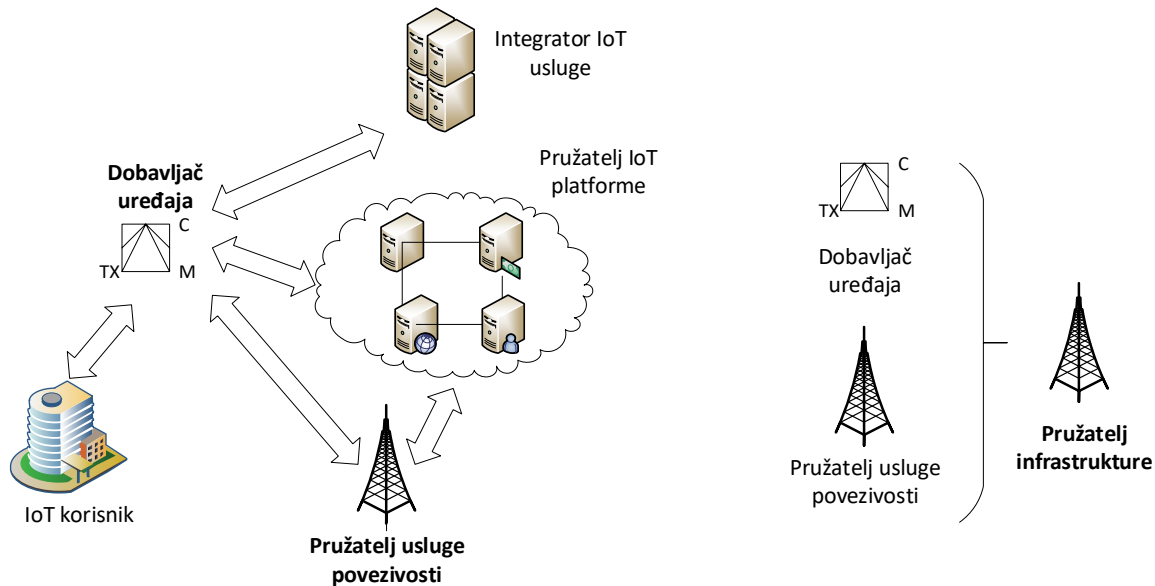 Integrator IoT
usluge
Pružatelj IoT
platforme
Dobavljač
uređaja
C
TX
M
IoT korisnik
Pružatelj usluge
povezivosti
C
TX
M
Dobavljač
uređaja
Pružatelj usluge
povezivosti
Pružatelj
infrastrukture